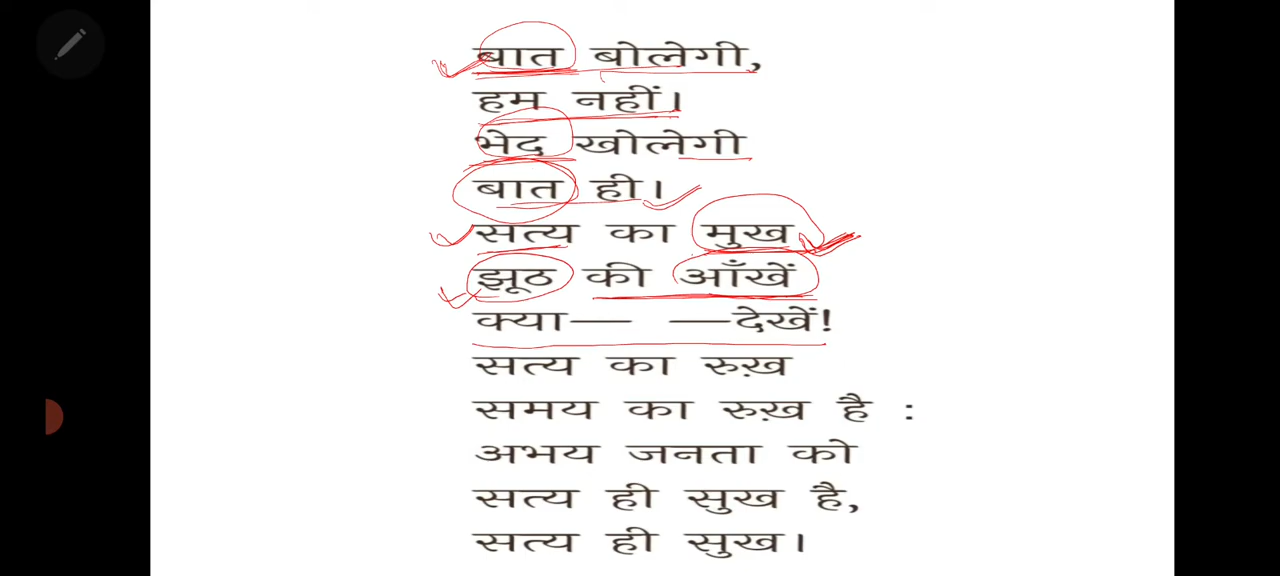 बात बोलेगी,
हम नहीं।
भेद खोलेगी
बात ही।
सत्य का मुख
झूठ की आँखें
क्या— —देखें!
सत्य का रुख़
समय का रुख़ है :
अभय जनता को
सत्य ही सुख है,
सत्य ही सुख।